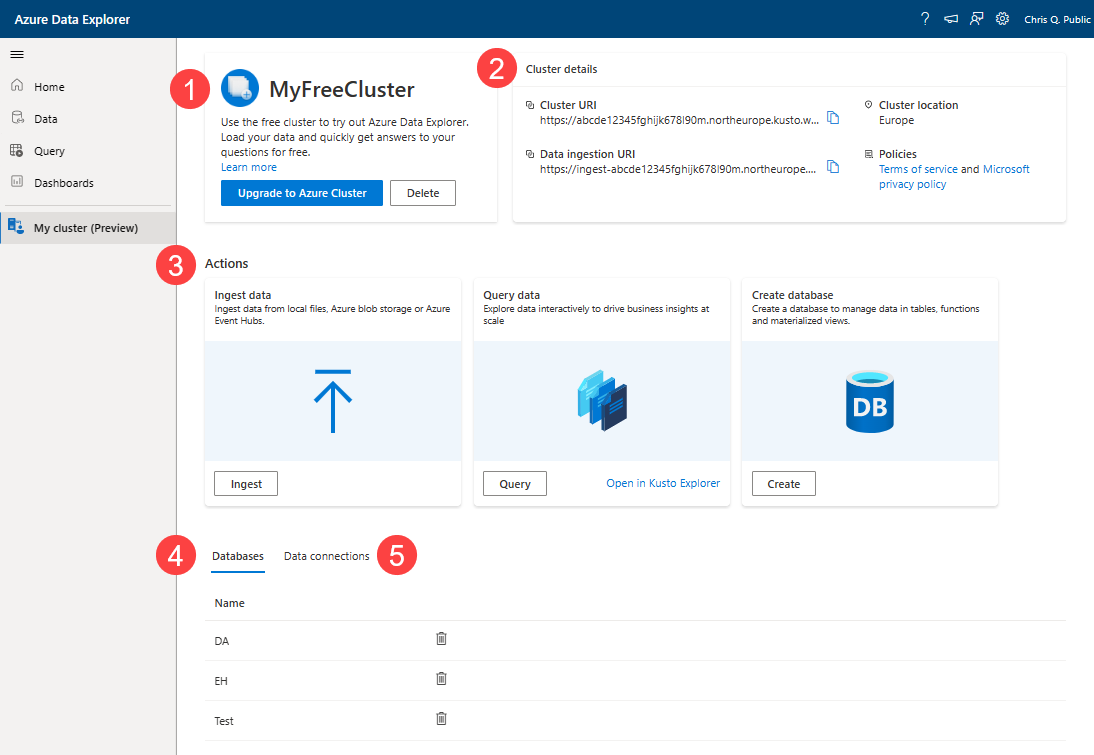 Azure Data Explorer
?
Chris Q. Public
Home
Data
Query
Dashboards
My cluster (Preview)
1
MyFreeCluster
Use the free cluster to try out Azure Data Explorer.
Load your data and quickly get answers to your
questions for free.
Learn more
Upgrade to Azure Cluster
Delete
2
Cluster details
Cluster URI
https://abcde12345fghijk678l90m.northeurope.kusto.w...
Cluster location
Europe
Data ingestion URI
https://ingest-abcde12345fghijk678l90m.northeurope....
Policies
Terms of service and Microsoft
privacy policy
3
Actions
Ingest data
Ingest data from local files, Azure blob storage or Azure
Event Hubs.
Ingest
Query data
Explore data interactively to drive business insights at
scale
Query
Open in Kusto Explorer
Create database
Create a database to manage data in tables, functions
and materialized views.
DB
Create
4
Databases
Data connections
5
Name
DA
EH
Test